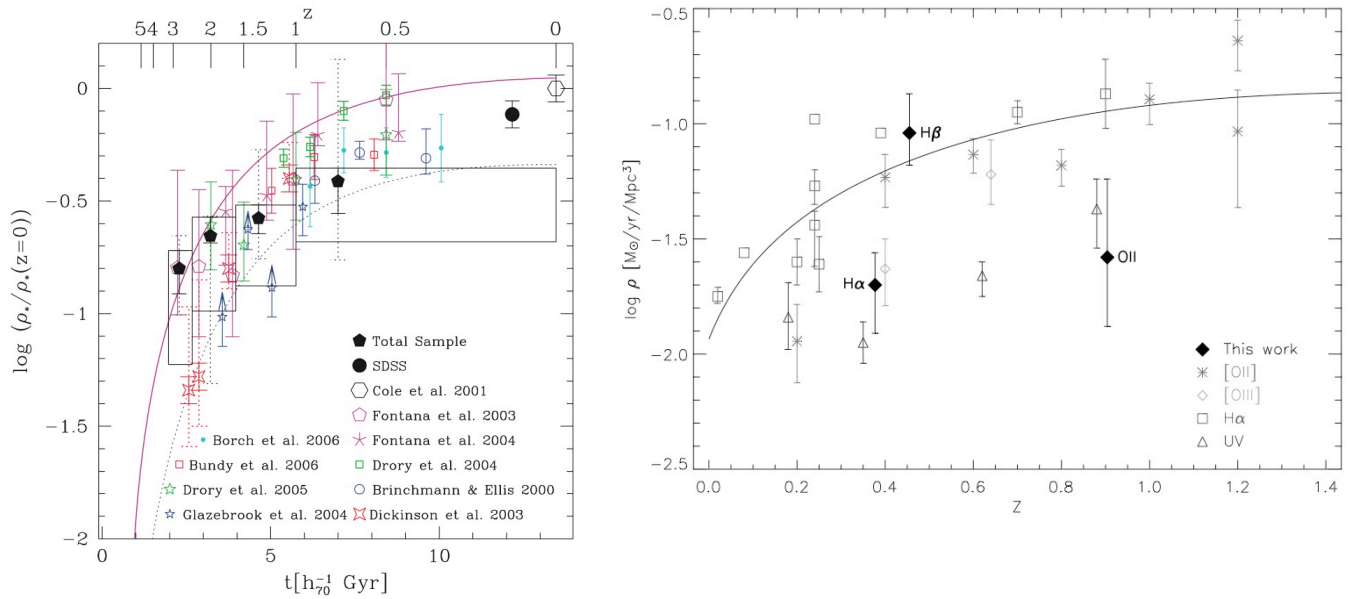 z
54 3 2 1.5 1 0.5 0
0
−0.5
−1
−1.5
−2
log (ρ*/ρ*(z=0))
Total Sample
SDSS
Cole et al. 2001
Fontana et al. 2003
Borch et al. 2006
Fontana et al. 2004
Bundy et al. 2006
Drory et al. 2004
Drory et al. 2005
Brinchmann & Ellis 2000
Glazebrook et al. 2004
Dickinson et al. 2003
0 5 10
t[h₇₀⁻¹ Gyr]
−0.5
−1.0
−1.5
−2.0
−2.5
log ρ [M⊙/yr/Mpc³]
Hβ
OII
Hα
This work
[OII]
[OIII]
Hα
UV
0.0 0.2 0.4 0.6 0.8 1.0 1.2 1.4
Z